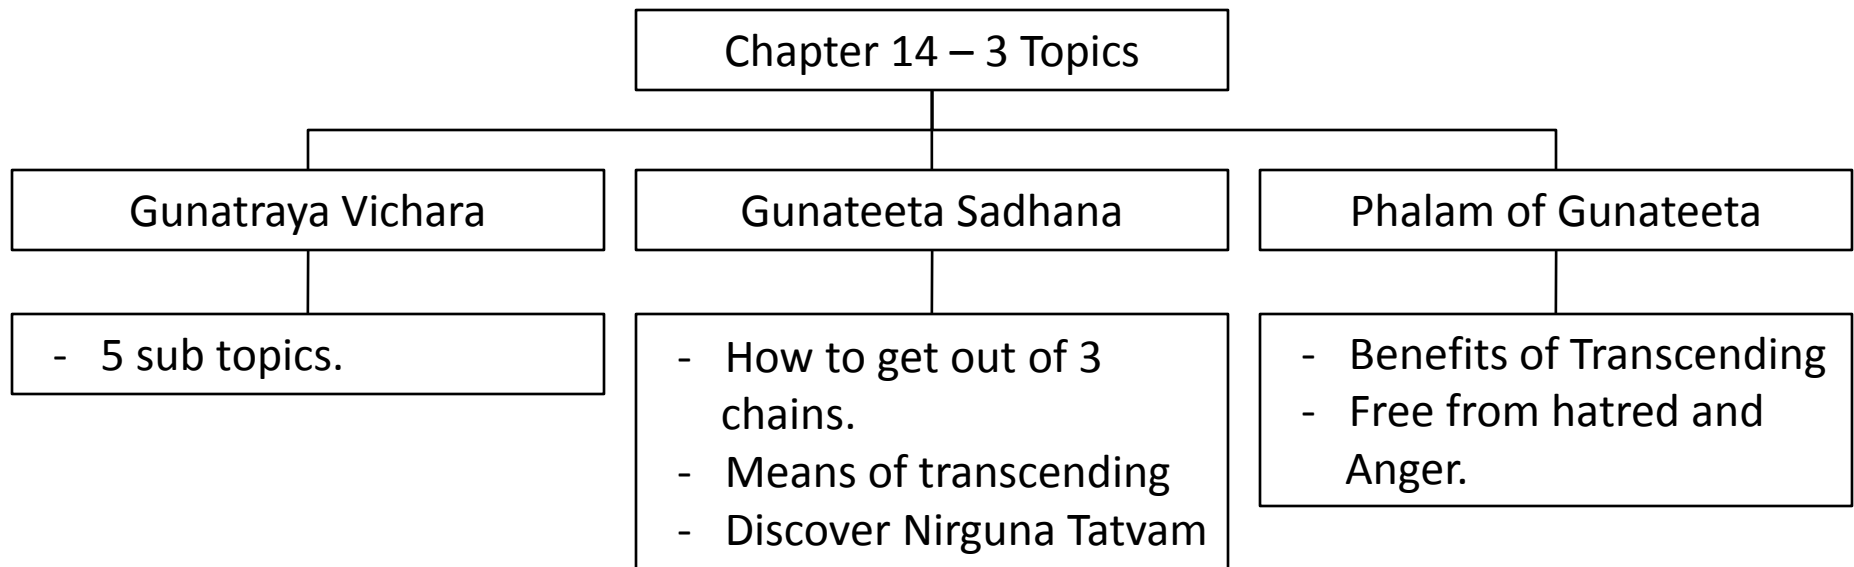 Chapter 14 – 3 Topics
Gunatraya Vichara
Gunateeta Sadhana
Phalam of Gunateeta
- 5 sub topics.
- How to get out of 3
chains.
- Means of transcending
- Discover Nirguna Tatvam
- Benefits of Transcending
- Free from hatred and
Anger.